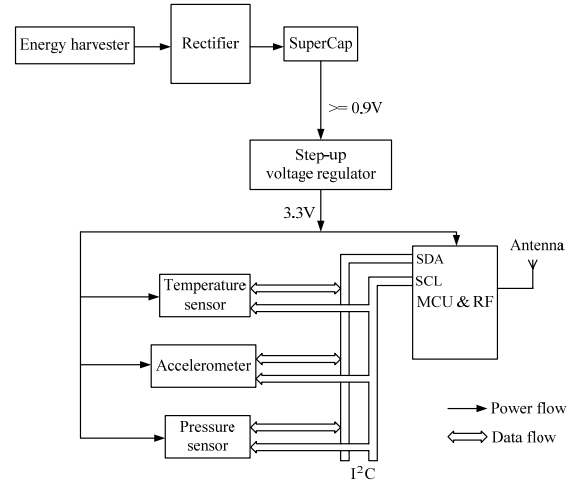 Energy harvester
Rectifier
SuperCap
>= 0.9V
Step-up
voltage regulator
3.3V
Antenna
SDA
SCL
MCU & RF
Temperature
sensor
Accelerometer
Pressure
sensor
Power flow
Data flow
I²C